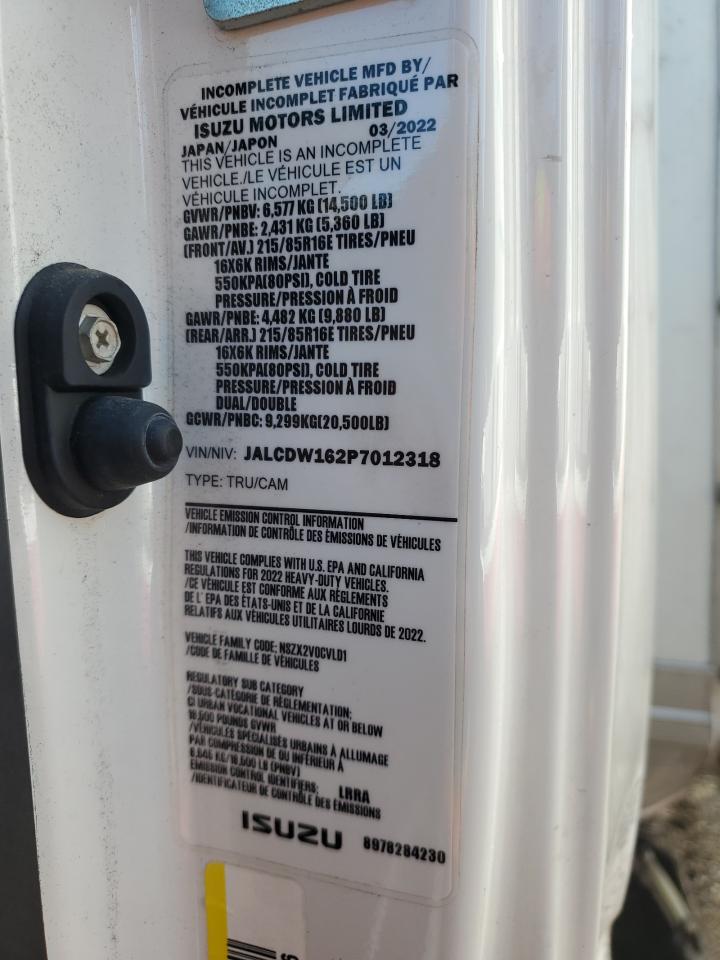 INCOMPLETE VEHICLE MFD BY/
VÉHICULE INCOMPLET FABRIQUÉ PAR
ISUZU MOTORS LIMITED
JAPAN/JAPON 03/2022
THIS VEHICLE IS AN INCOMPLETE
VEHICLE./LE VÉHICULE EST UN
VÉHICULE INCOMPLET.
GVWR/PNBV: 6,577 KG (14,500 LB)
GAWR/PNBE: 2,431 KG (5,360 LB)
(FRONT/AV.) 215/85R16E TIRES/PNEU
16X6K RIMS/JANTE
550KPA(80PSI), COLD TIRE
PRESSURE/PRESSION À FROID
GAWR/PNBE: 4,482 KG (9,880 LB)
(REAR/ARR.) 215/85R16E TIRES/PNEU
16X6K RIMS/JANTE
550KPA(80PSI), COLD TIRE
PRESSURE/PRESSION À FROID
DUAL/DOUBLE
GCWR/PNBC: 9,299KG(20,500LB)
VIN/NIV: JALCDW162P7012318
TYPE: TRU/CAM
VEHICLE EMISSION CONTROL INFORMATION
/INFORMATION DE CONTRÔLE DES ÉMISSIONS DE VÉHICULES
THIS VEHICLE COMPLIES WITH U.S. EPA AND CALIFORNIA
REGULATIONS FOR 2022 HEAVY-DUTY VEHICLES.
/CE VÉHICULE EST CONFORME AUX RÈGLEMENTS
DE L' EPA DES ÉTATS-UNIS ET DE LA CALIFORNIE
RELATIFS AUX VÉHICULES UTILITAIRES LOURDS DE 2022.
VEHICLE FAMILY CODE: NSZX2VOCVLD1
/CODE DE FAMILLE DE VÉHICULES
REGULATORY SUB CATEGORY
/SOUS-CATÉGORIE DE RÉGLEMENTATION:
CI URBAN VOCATIONAL VEHICLES AT OR BELOW
19,500 POUNDS GVWR
/VÉHICULES SPÉCIALISÉS URBAINS À ALLUMAGE
PAR COMPRESSION DE OU INFÉRIEUR À
8,845 KG/19,500 LB (PNBV)
EMISSION CONTROL IDENTIFIERS: LRRA
/IDENTIFICATEUR DE CONTRÔLE DES ÉMISSIONS
ISUZU 8978284230